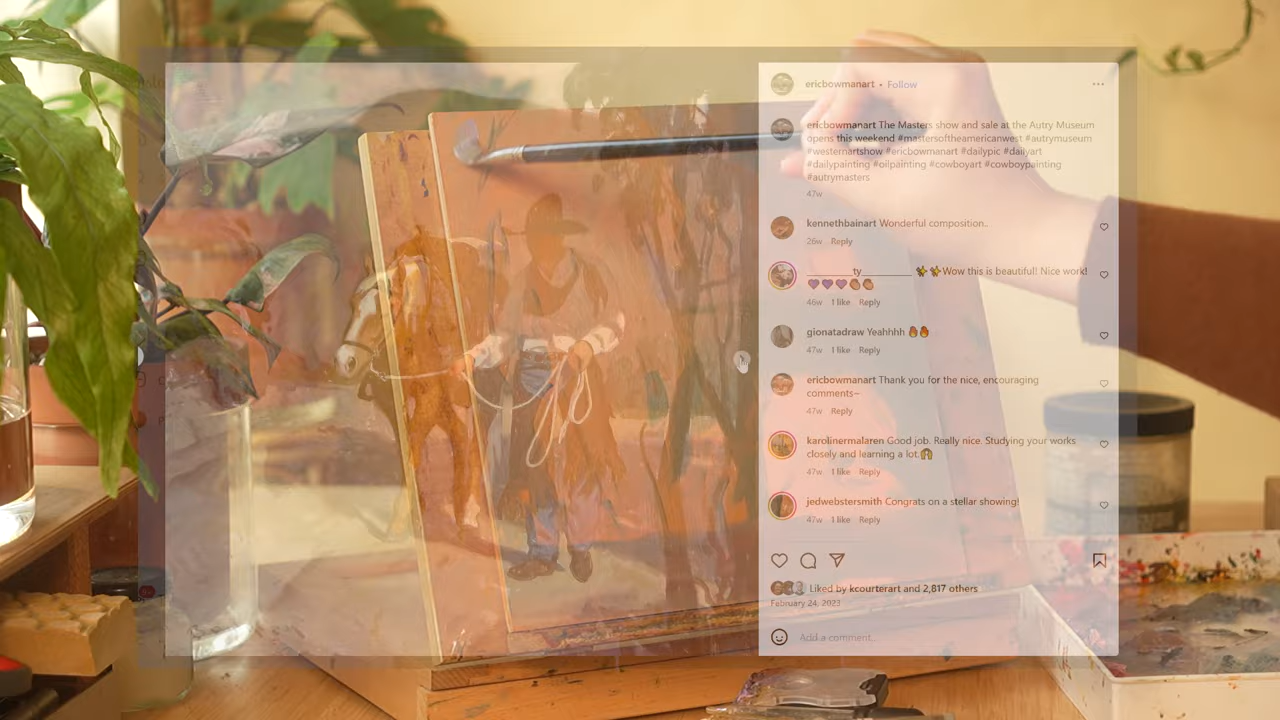 ericbowmanart • Follow
ericbowmanart The Masters show and sale at the Autry Museum
opens this weekend #mastersoftheamericanwest #autrymuseum
#westernartshow #ericbowmanart #dailypic #dailyart
#dailypainting #oilpainting #cowboyart #cowboypainting
#autrymasters
47w
kennethbainart Wonderful composition..
26w Reply
________ty_________ ✨✨Wow this is beautiful! Nice work!
💜💜💜👏👏
46w 1 like Reply
gionatadraw Yeahhhh 🔥🔥
47w 1 like Reply
ericbowmanart Thank you for the nice, encouraging
comments~
47w Reply
karolinermalaren Good job. Really nice. Studying your works
closely and learning a lot.🙌
47w 1 like Reply
jedwebstersmith Congrats on a stellar showing!
47w 1 like Reply
Liked by kcourterart and 2,817 others
February 24, 2023
Add a comment...